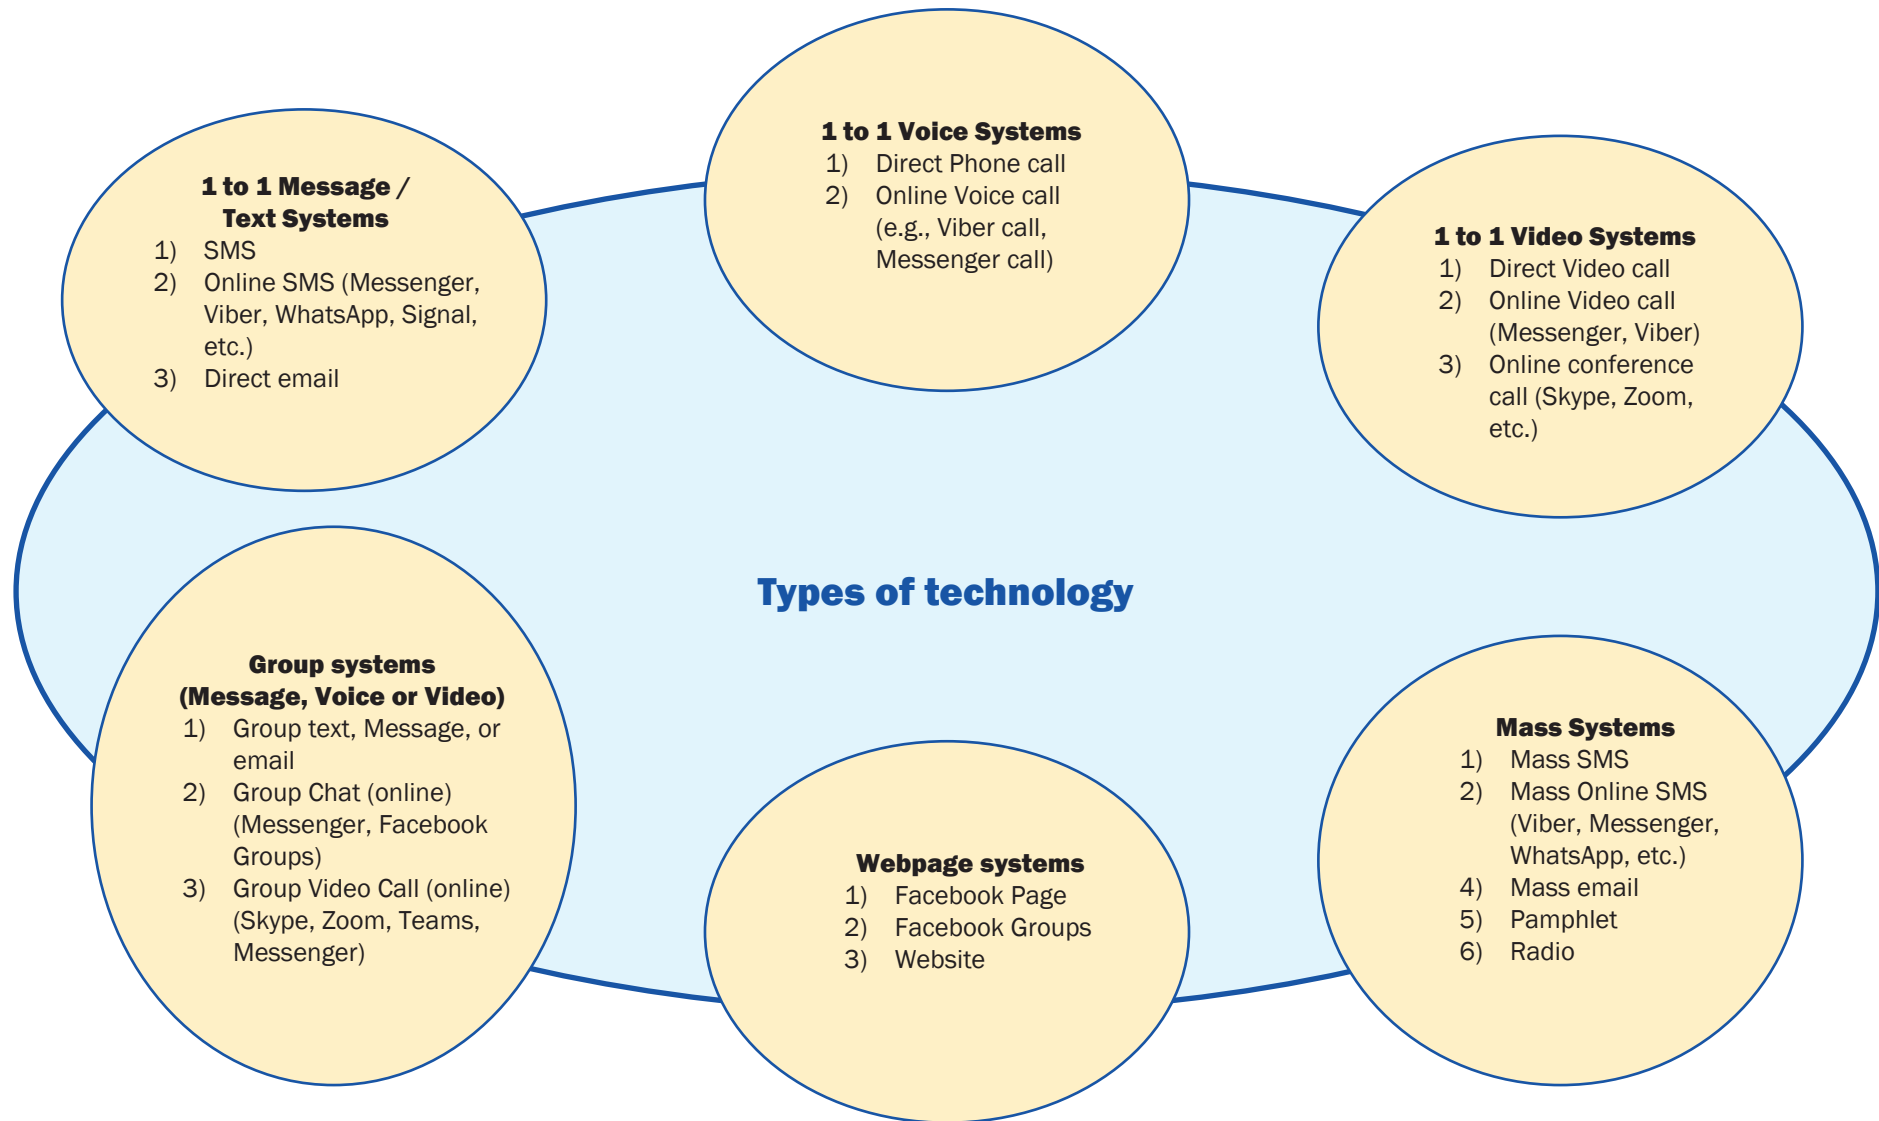 1 to 1 Message /
Text Systems
1) SMS
2) Online SMS (Messenger,
Viber, WhatsApp, Signal,
etc.)
3) Direct email
1 to 1 Voice Systems
1) Direct Phone call
2) Online Voice call
(e.g., Viber call,
Messenger call)
1 to 1 Video Systems
1) Direct Video call
2) Online Video call
(Messenger, Viber)
3) Online conference
call (Skype, Zoom,
etc.)
Types of technology
Group systems
(Message, Voice or Video)
1) Group text, Message, or
email
2) Group Chat (online)
(Messenger, Facebook
Groups)
3) Group Video Call (online)
(Skype, Zoom, Teams,
Messenger)
Webpage systems
1) Facebook Page
2) Facebook Groups
3) Website
Mass Systems
1) Mass SMS
2) Mass Online SMS
(Viber, Messenger,
WhatsApp, etc.)
4) Mass email
5) Pamphlet
6) Radio